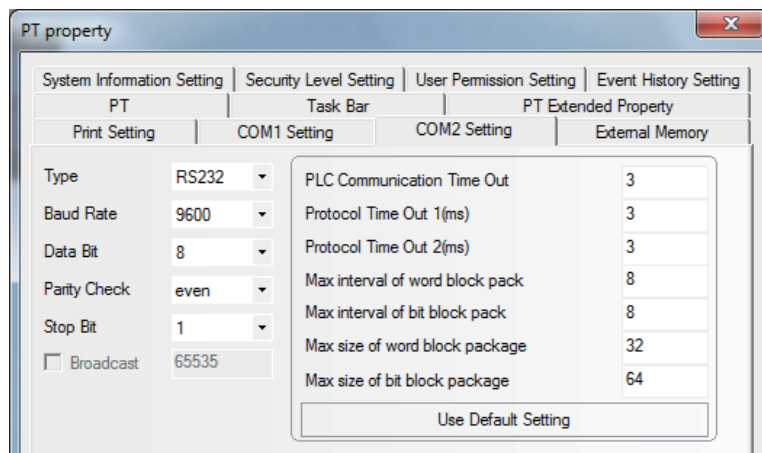 PT property
X
System Information Setting Security Level Setting User Permission Setting Event History Setting
PT Task Bar PT Extended Property
Print Setting COM1 Setting COM2 Setting External Memory
Type RS232
Baud Rate 9600
Data Bit 8
Parity Check even
Stop Bit 1
Broadcast 65535
PLC Communication Time Out 3
Protocol Time Out 1(ms) 3
Protocol Time Out 2(ms) 3
Max interval of word block pack 8
Max interval of bit block pack 8
Max size of word block package 32
Max size of bit block package 64
Use Default Setting